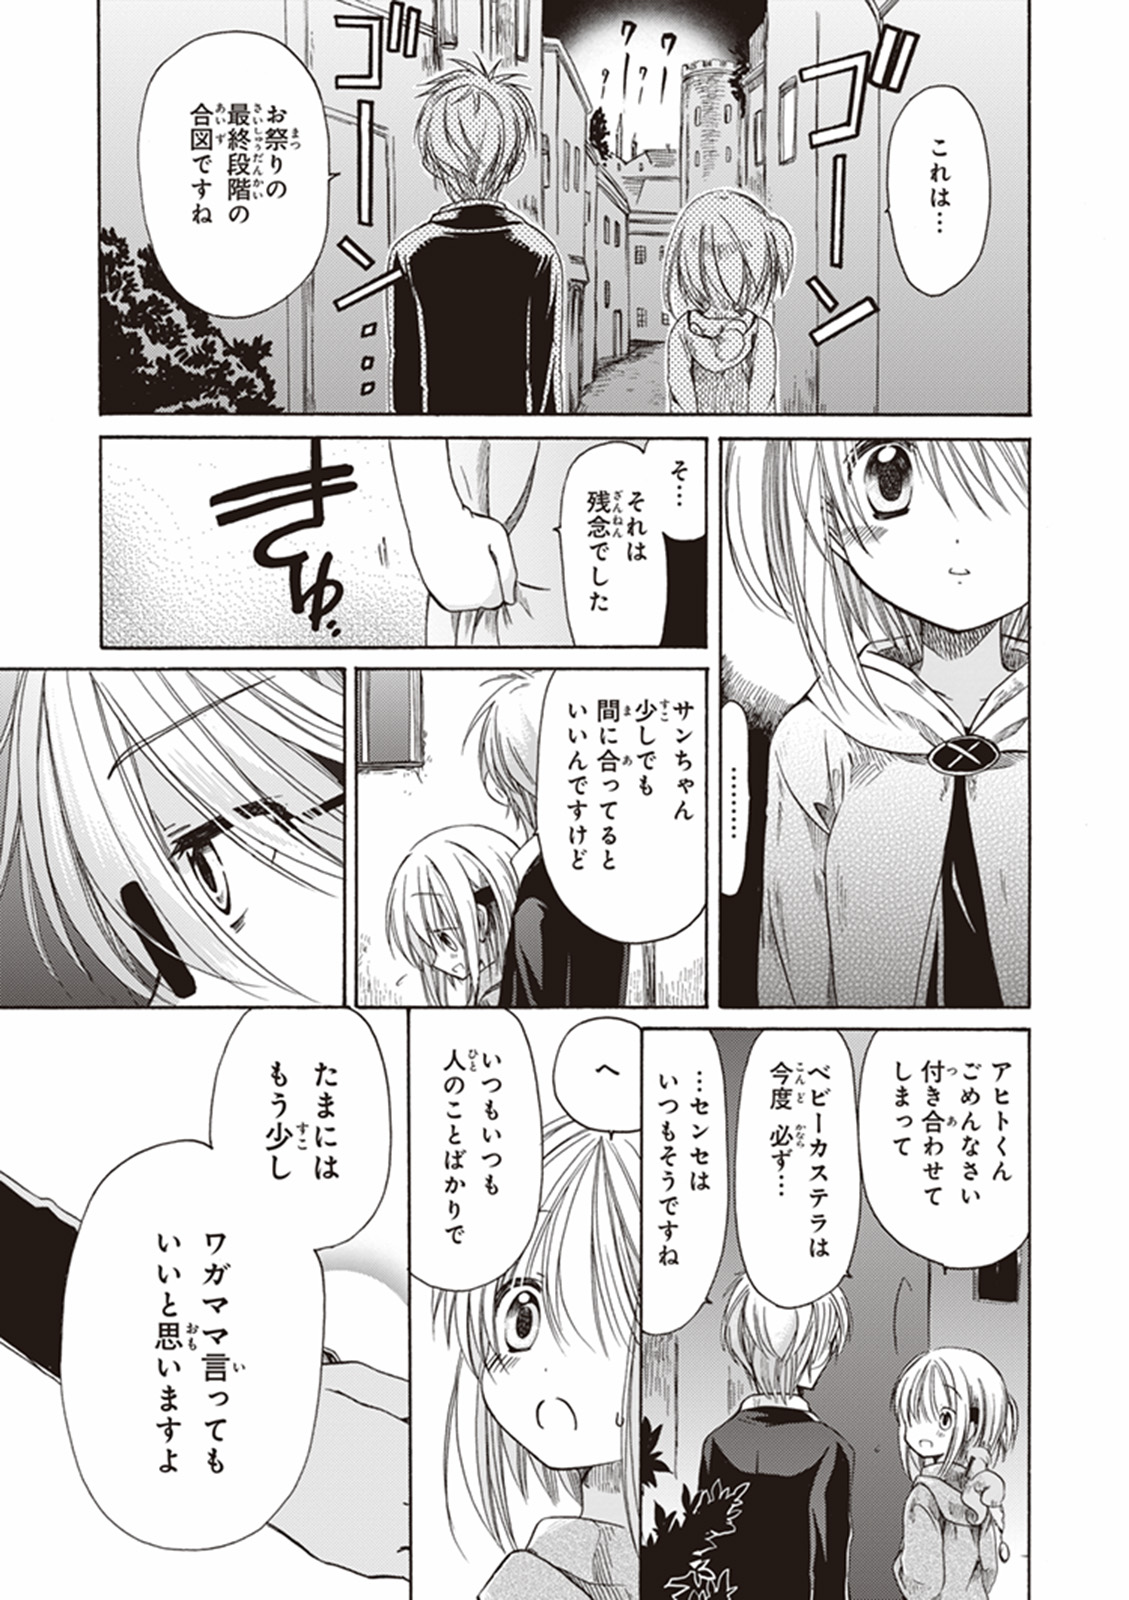 これは…
ワー
ワー
ワー
ゴーン
ゴーン…
お祭りの
最終段階の
合図ですね
………
そ…
それは
残念でした
きゅ
サンちゃん
少しでも
間に合ってると
いいんですけど
アヒトくん
ごめんなさい
付き合わせて
しまって
ベビーカステラは
今度 必ず…
…センセは
いつもそうですね
へ
いつもいつも
人のことばかりで
たまには
もう少し
ワガママ言っても
いいと思いますよ